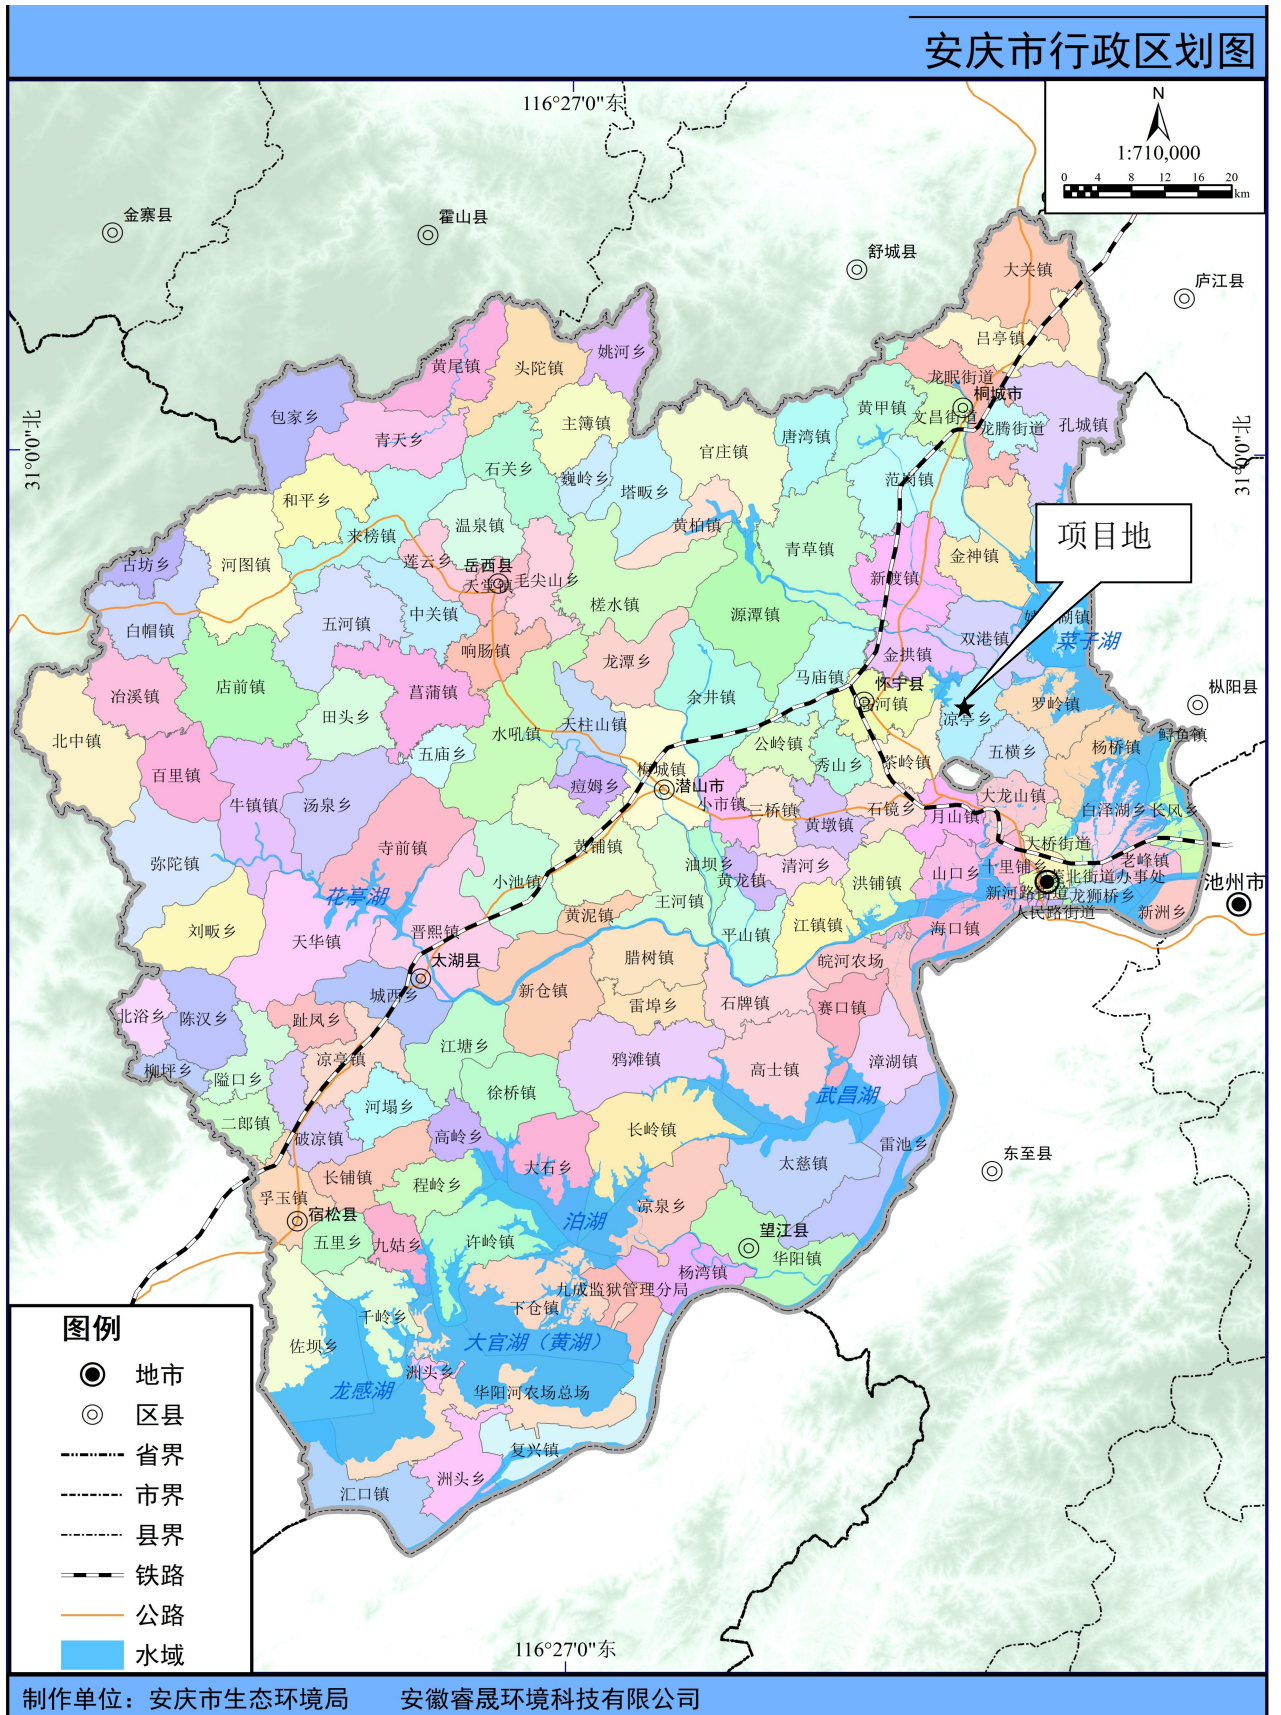 安庆市行政区划图
116°27'0"东
N
1:710,000
0 4 8 12 16 20
km
金寨县
霍山县
舒城县
庐江县
大关镇
吕亭镇
姚河乡
黄尾镇
头陀镇
龙眠街道
桐城市
包家乡
主簿镇
黄甲镇
文昌街道
孔城镇
青天乡
唐湾镇
龙腾街道
官庄镇
31°0'0"北
31°0'0"北
石关乡
巍岭乡
塔畈乡
范岗镇
和平乡
温泉镇
黄柏镇
来榜镇
项目地
青草镇
金神镇
古坊乡
河图镇
莲云乡
岳西县
天堂镇
毛尖山乡
新渡镇
槎水镇
源潭镇
中关镇
五河镇
白帽镇
双港镇
菜子湖
响肠镇
龙潭乡
金拱镇
马庙镇
怀宁县
店前镇
冶溪镇
菖蒲镇
余井镇
罗岭镇
枞阳县
田头乡
凉亭乡
天柱山镇
水吼镇
北中镇
公岭镇
五横乡
杨桥镇
鲟鱼镇
五庙乡
秀山乡
茶岭镇
百里镇
梅城镇
痘姆乡
潜山市
牛镇镇
汤泉乡
小市镇
三桥镇
石镜乡
大龙山镇
白泽湖乡
长风乡
月山镇
黄墩镇
寺前镇
黄铺镇
大桥街道
弥陀镇
油坝乡
清河乡
十里铺乡
老峰镇
山口乡
小池镇
黄龙镇
洪铺镇
池州市
花亭湖
王河镇
新河路街道
龙狮桥乡
人民路街道
新洲乡
刘畈乡
天华镇
晋熙镇
黄泥镇
平山镇
江镇镇
海口镇
太湖县
腊树镇
皖河农场
城西乡
新仓镇
雷埠乡
石牌镇
赛口镇
北浴乡
陈汉乡
趾凤乡
江塘乡
凉亭镇
鸦滩镇
高士镇
漳湖镇
柳坪乡
隘口乡
徐桥镇
武昌湖
河塌乡
二郎镇
破凉镇
高岭乡
长岭镇
雷池乡
太慈镇
东至县
大石乡
长铺镇
程岭乡
孚玉镇
凉泉乡
宿松县
泊湖
望江县
五里乡
九姑乡
许岭镇
华阳镇
杨湾镇
九成监狱管理分局
下仓镇
千岭乡
佐坝乡
大官湖（黄湖）
洲头乡
龙感湖
华阳河农场总场
复兴镇
洲头乡
汇口镇
图例
地市
区县
省界
市界
县界
铁路
公路
水域
116°27'0"东
制作单位：安庆市生态环境局 安徽睿晟环境科技有限公司